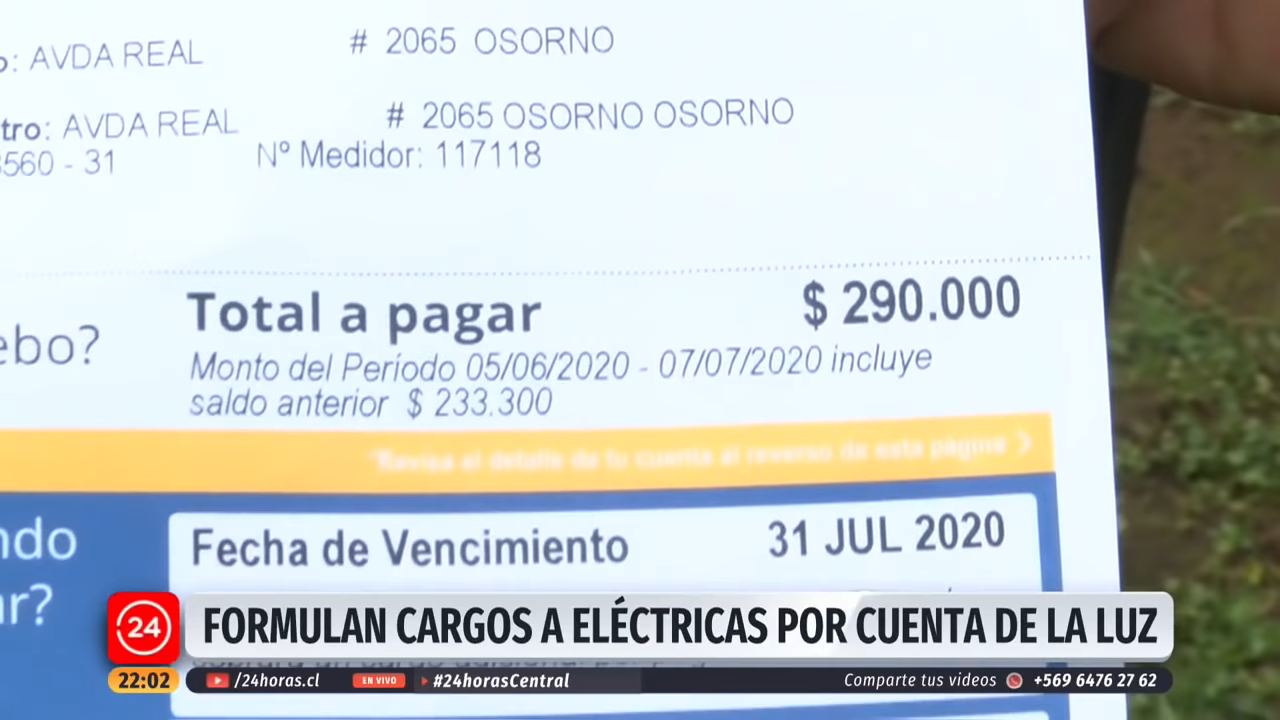 o: AVDA REAL # 2065 OSORNO
tro: AVDA REAL # 2065 OSORNO OSORNO
560 - 31 Nº Medidor: 117118
ebo?
Total a pagar $ 290.000
Monto del Período 05/06/2020 - 07/07/2020 incluye
saldo anterior $ 233.300
*Revisa el detalle de tu cuenta al reverso de esta página >
ndo
ar?
Fecha de Vencimiento 31 JUL 2020
24 FORMULAN CARGOS A ELÉCTRICAS POR CUENTA DE LA LUZ
22:02 /24horas.cl EN VIVO #24horasCentral Comparte tus videos +569 6476 27 62